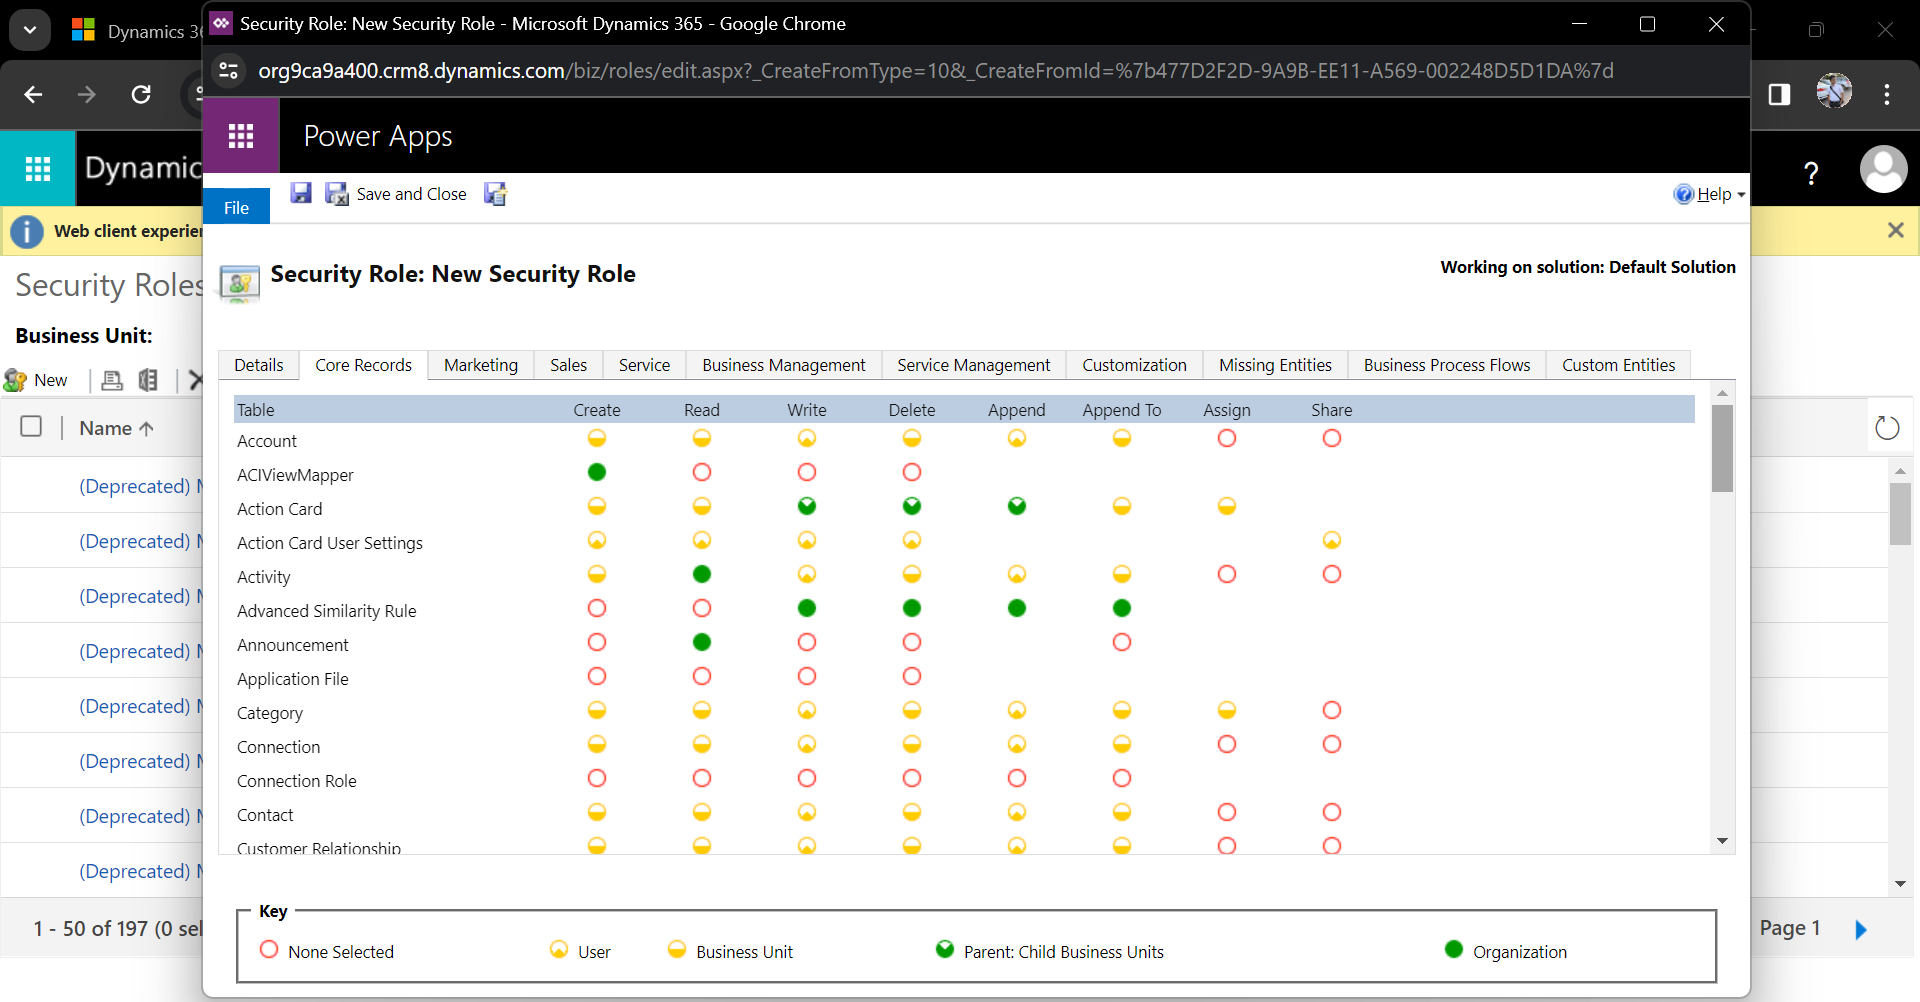 Security Role: New Security Role - Microsoft Dynamics 365 - Google Chrome
Dynamics 36
org9ca9a400.crm8.dynamics.com/biz/roles/edit.aspx?_CreateFromType=10&_CreateFromId=%7b477D2F2D-9A9B-EE11-A569-002248D5D1DA%7d
Power Apps
Dynamic
?
File
Save and Close
Help
Web client experien
Security Role: New Security Role
Working on solution: Default Solution
Security Roles
Business Unit:
New
Details Core Records Marketing Sales Service Business Management Service Management Customization Missing Entities Business Process Flows Custom Entities
Name
Table Create Read Write Delete Append Append To Assign Share
Account
ACIViewMapper
Action Card
Action Card User Settings
Activity
Advanced Similarity Rule
Announcement
Application File
Category
Connection
Connection Role
Contact
Customer Relationship
(Deprecated) M
(Deprecated) M
(Deprecated) M
(Deprecated) M
(Deprecated) M
(Deprecated) M
(Deprecated) M
(Deprecated) M
Key
None Selected User Business Unit Parent: Child Business Units Organization
1 - 50 of 197 (0 sel
Page 1